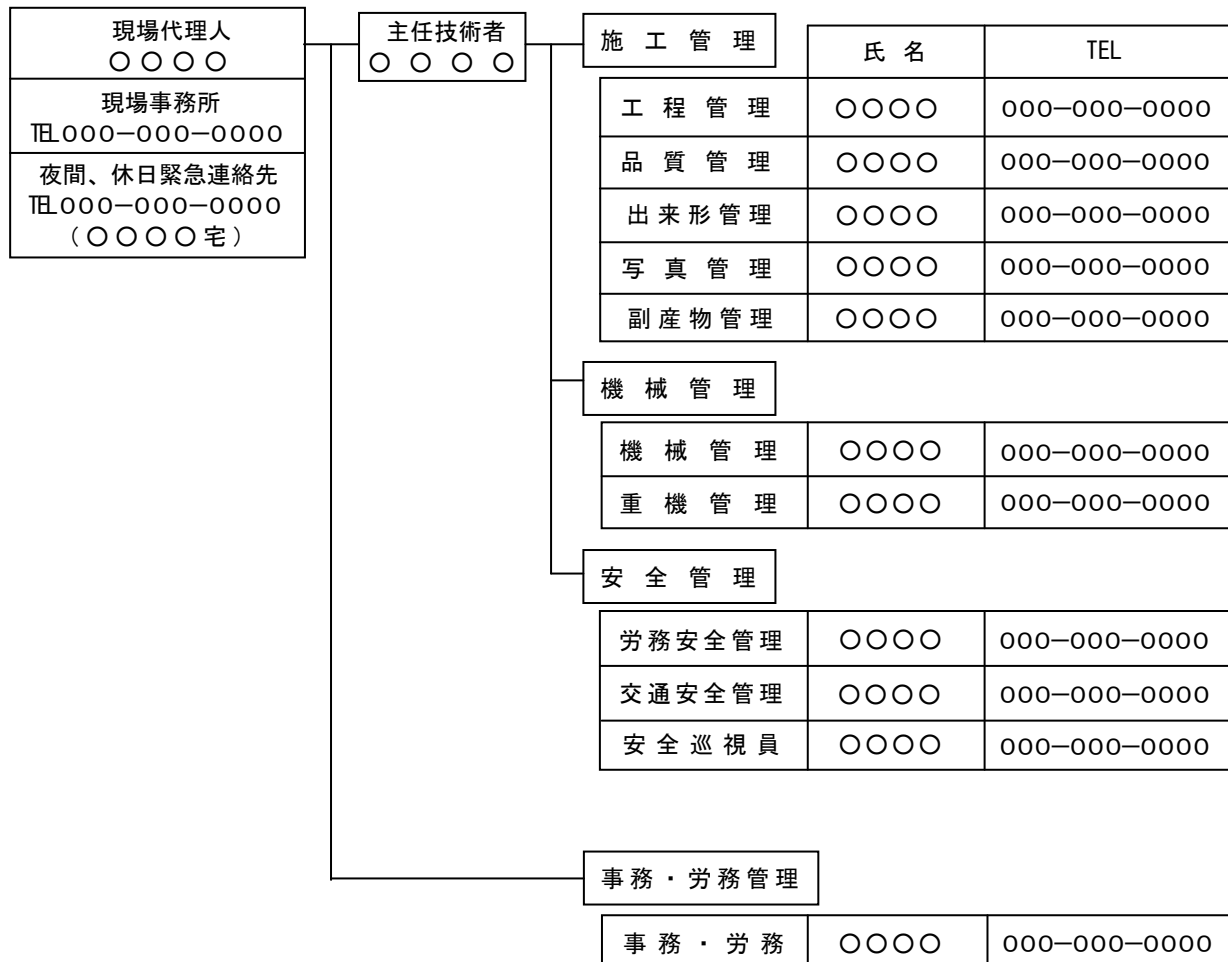 現場代理人
〇〇〇〇
現場事務所
TEL000－000－0000
夜間、休日緊急連絡先
TEL000－000－0000
（〇〇〇〇宅）
主任技術者
〇〇〇〇
施工管理
氏名 TEL
工程管理 〇〇〇〇 000－000－0000
品質管理 〇〇〇〇 000－000－0000
出来形管理 〇〇〇〇 000－000－0000
写真管理 〇〇〇〇 000－000－0000
副産物管理 〇〇〇〇 000－000－0000
機械管理
機械管理 〇〇〇〇 000－000－0000
重機管理 〇〇〇〇 000－000－0000
安全管理
労務安全管理 〇〇〇〇 000－000－0000
交通安全管理 〇〇〇〇 000－000－0000
安全巡視員 〇〇〇〇 000－000－0000
事務・労務管理
事務・労務 〇〇〇〇 000－000－0000